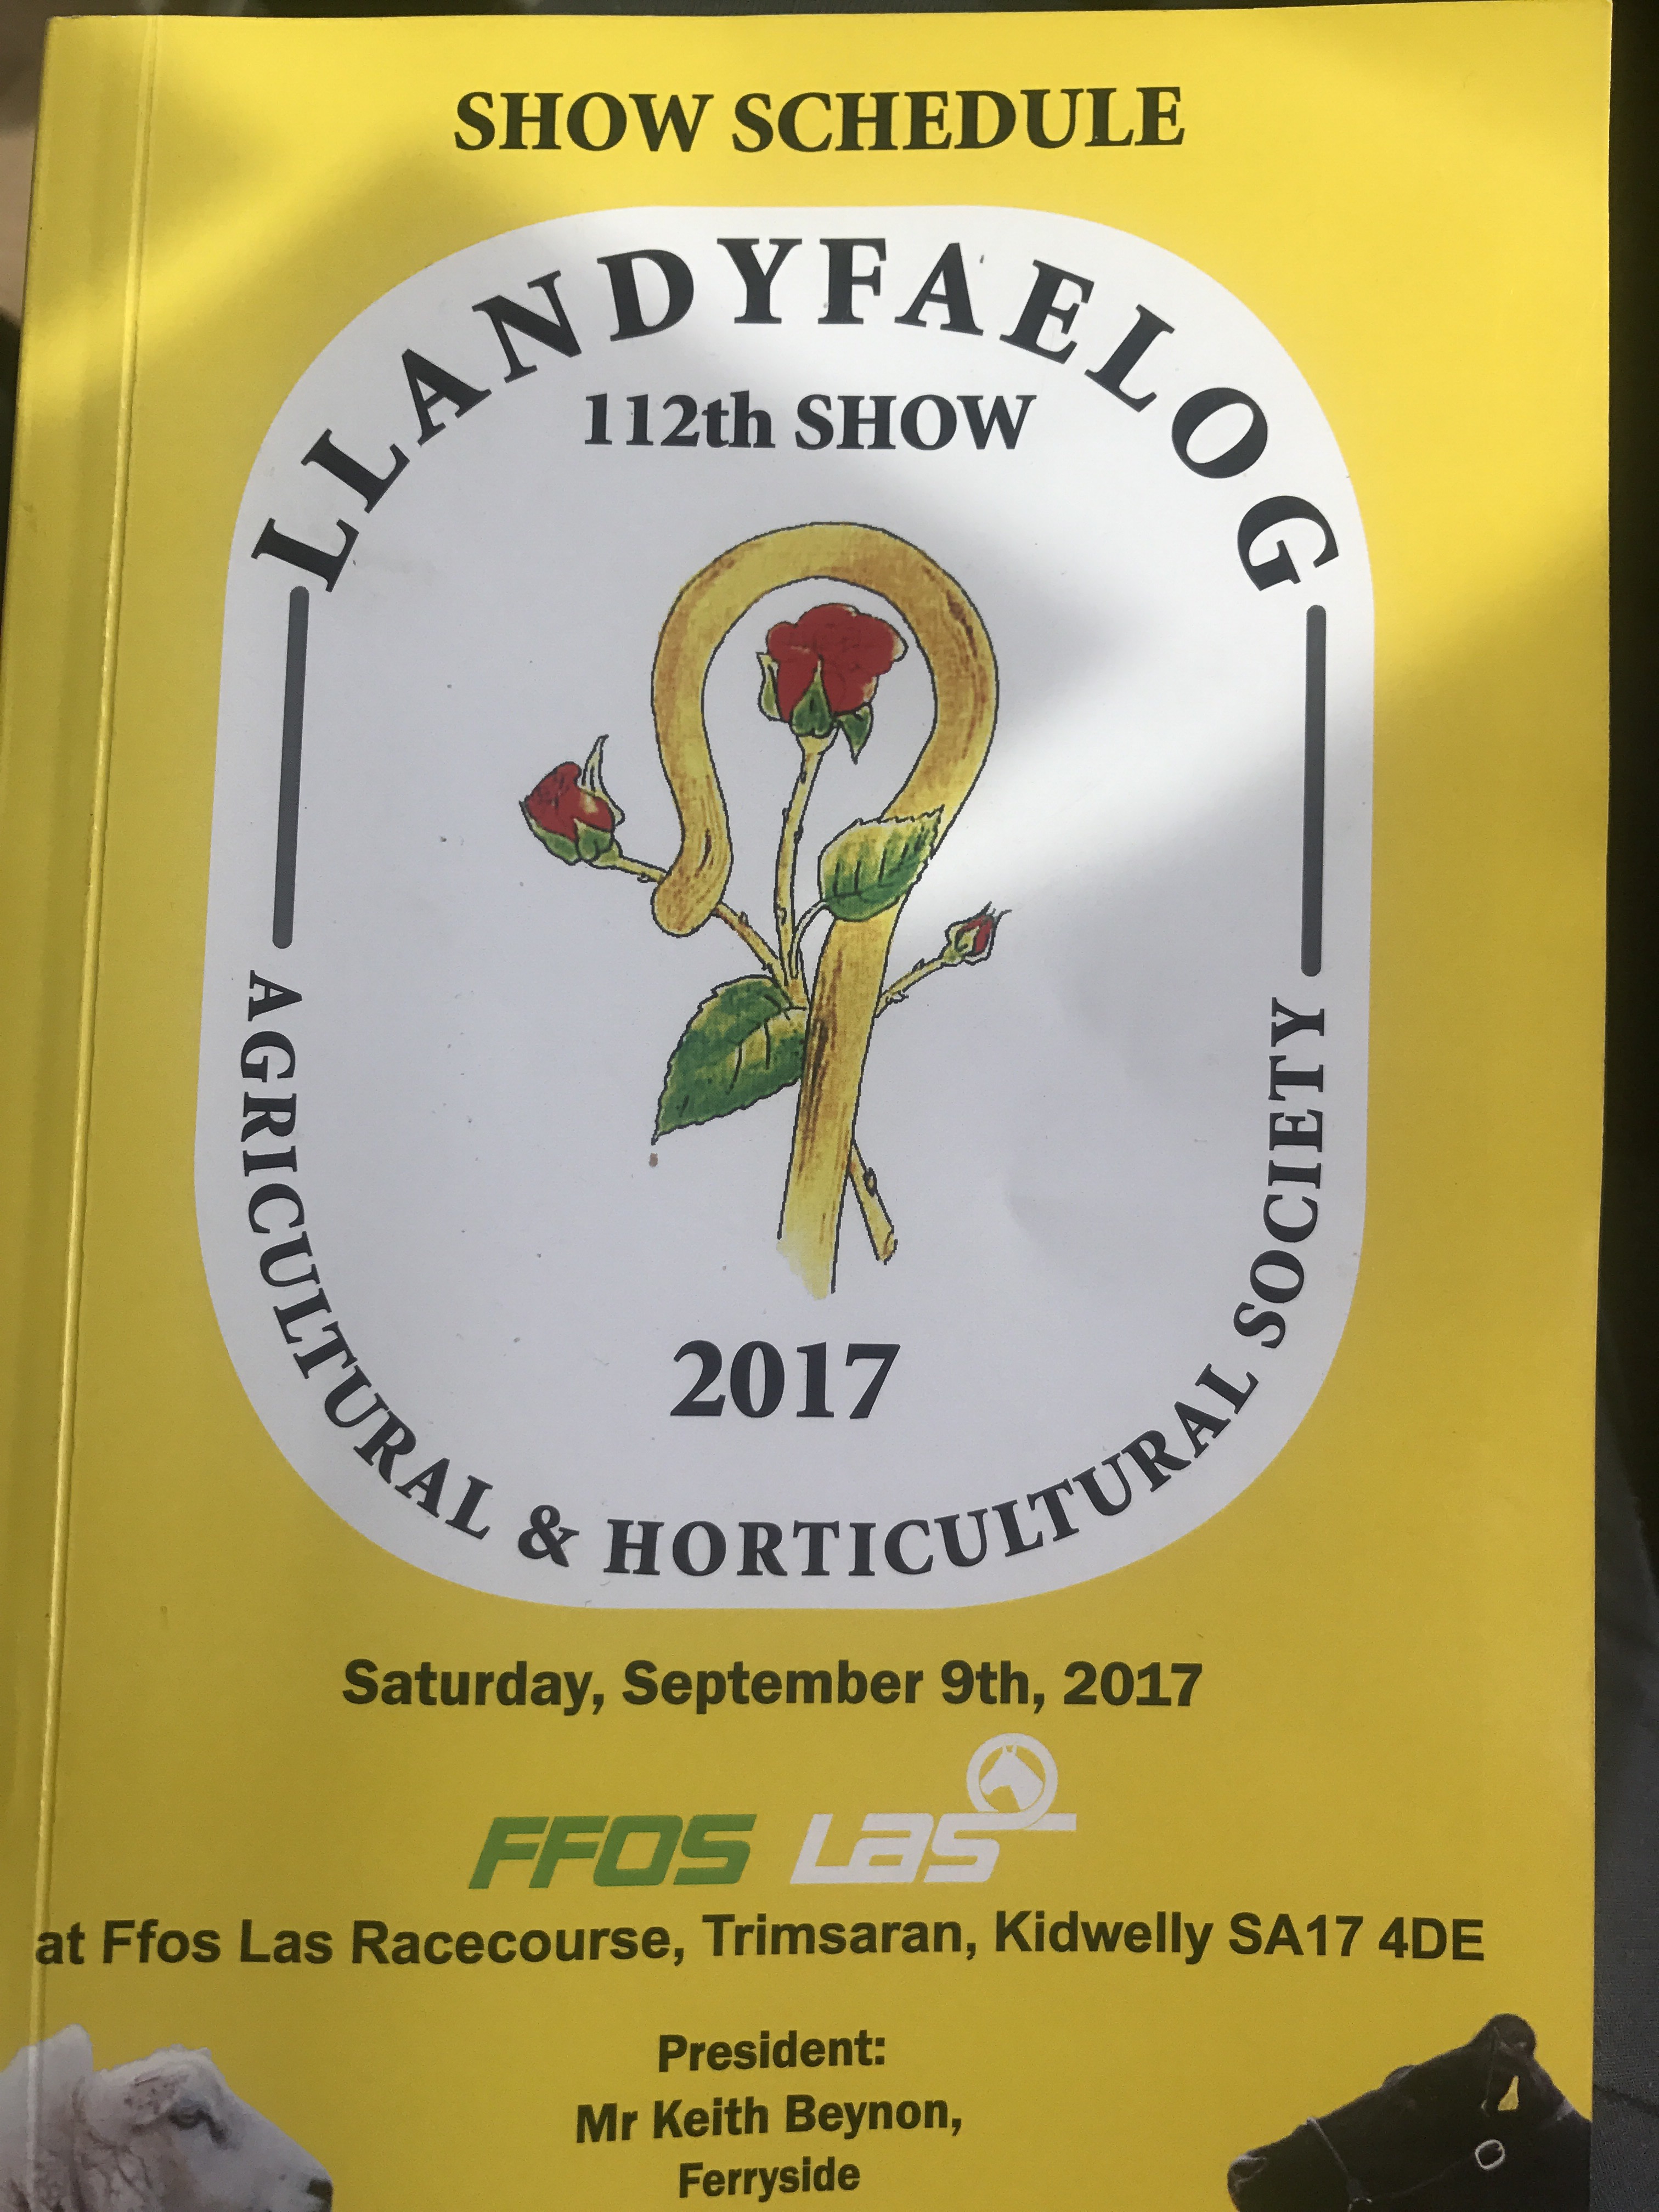 SHOW SCHEDULE
LLANDYFAELOG
112th SHOW
2017
AGRICULTURAL & HORTICULTURAL SOCIETY
Saturday, September 9th, 2017
FFOS Las
at Ffos Las Racecourse, Trimsaran, Kidwelly SA17 4DE
President:
Mr Keith Beynon,
Ferryside